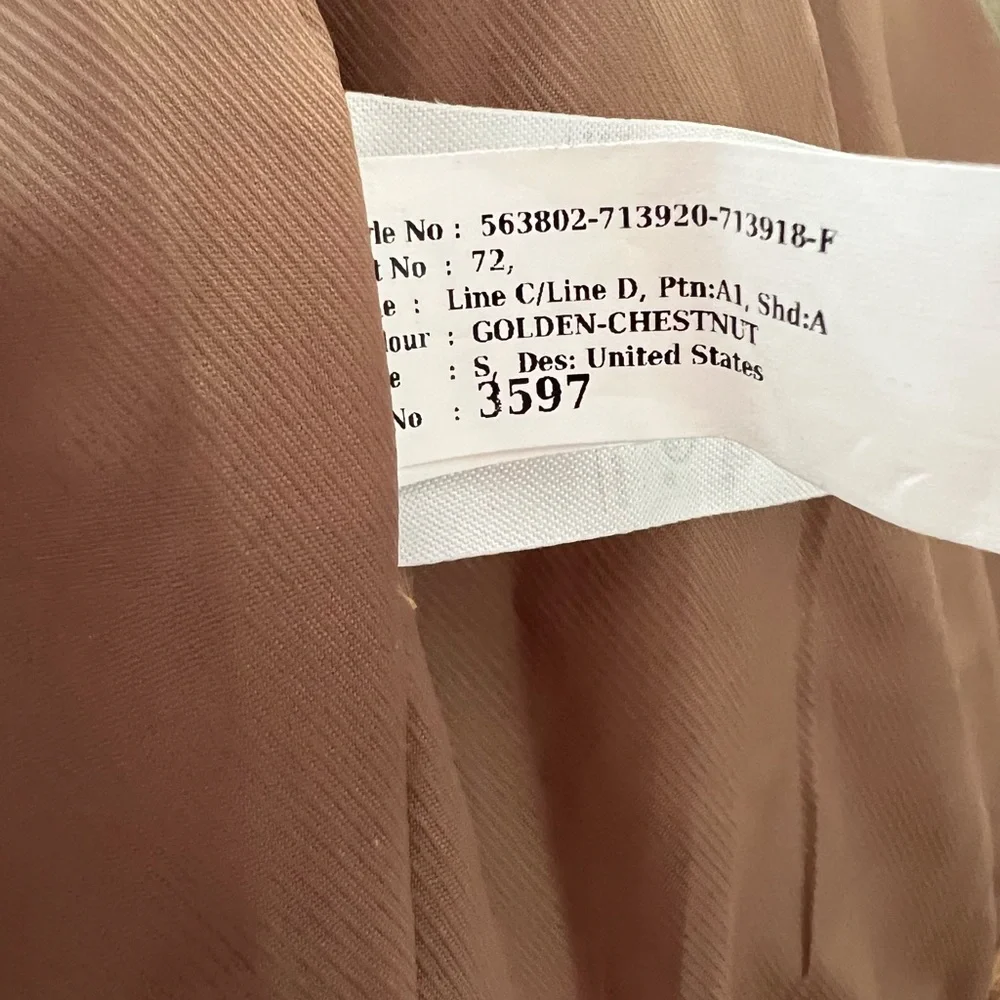 le No : 563802-713920-713918-F
t No : 72,
e : Line C/Line D, Ptn:A1, Shd:A
lour : GOLDEN-CHESTNUT
e : S, Des: United States
No : 3597